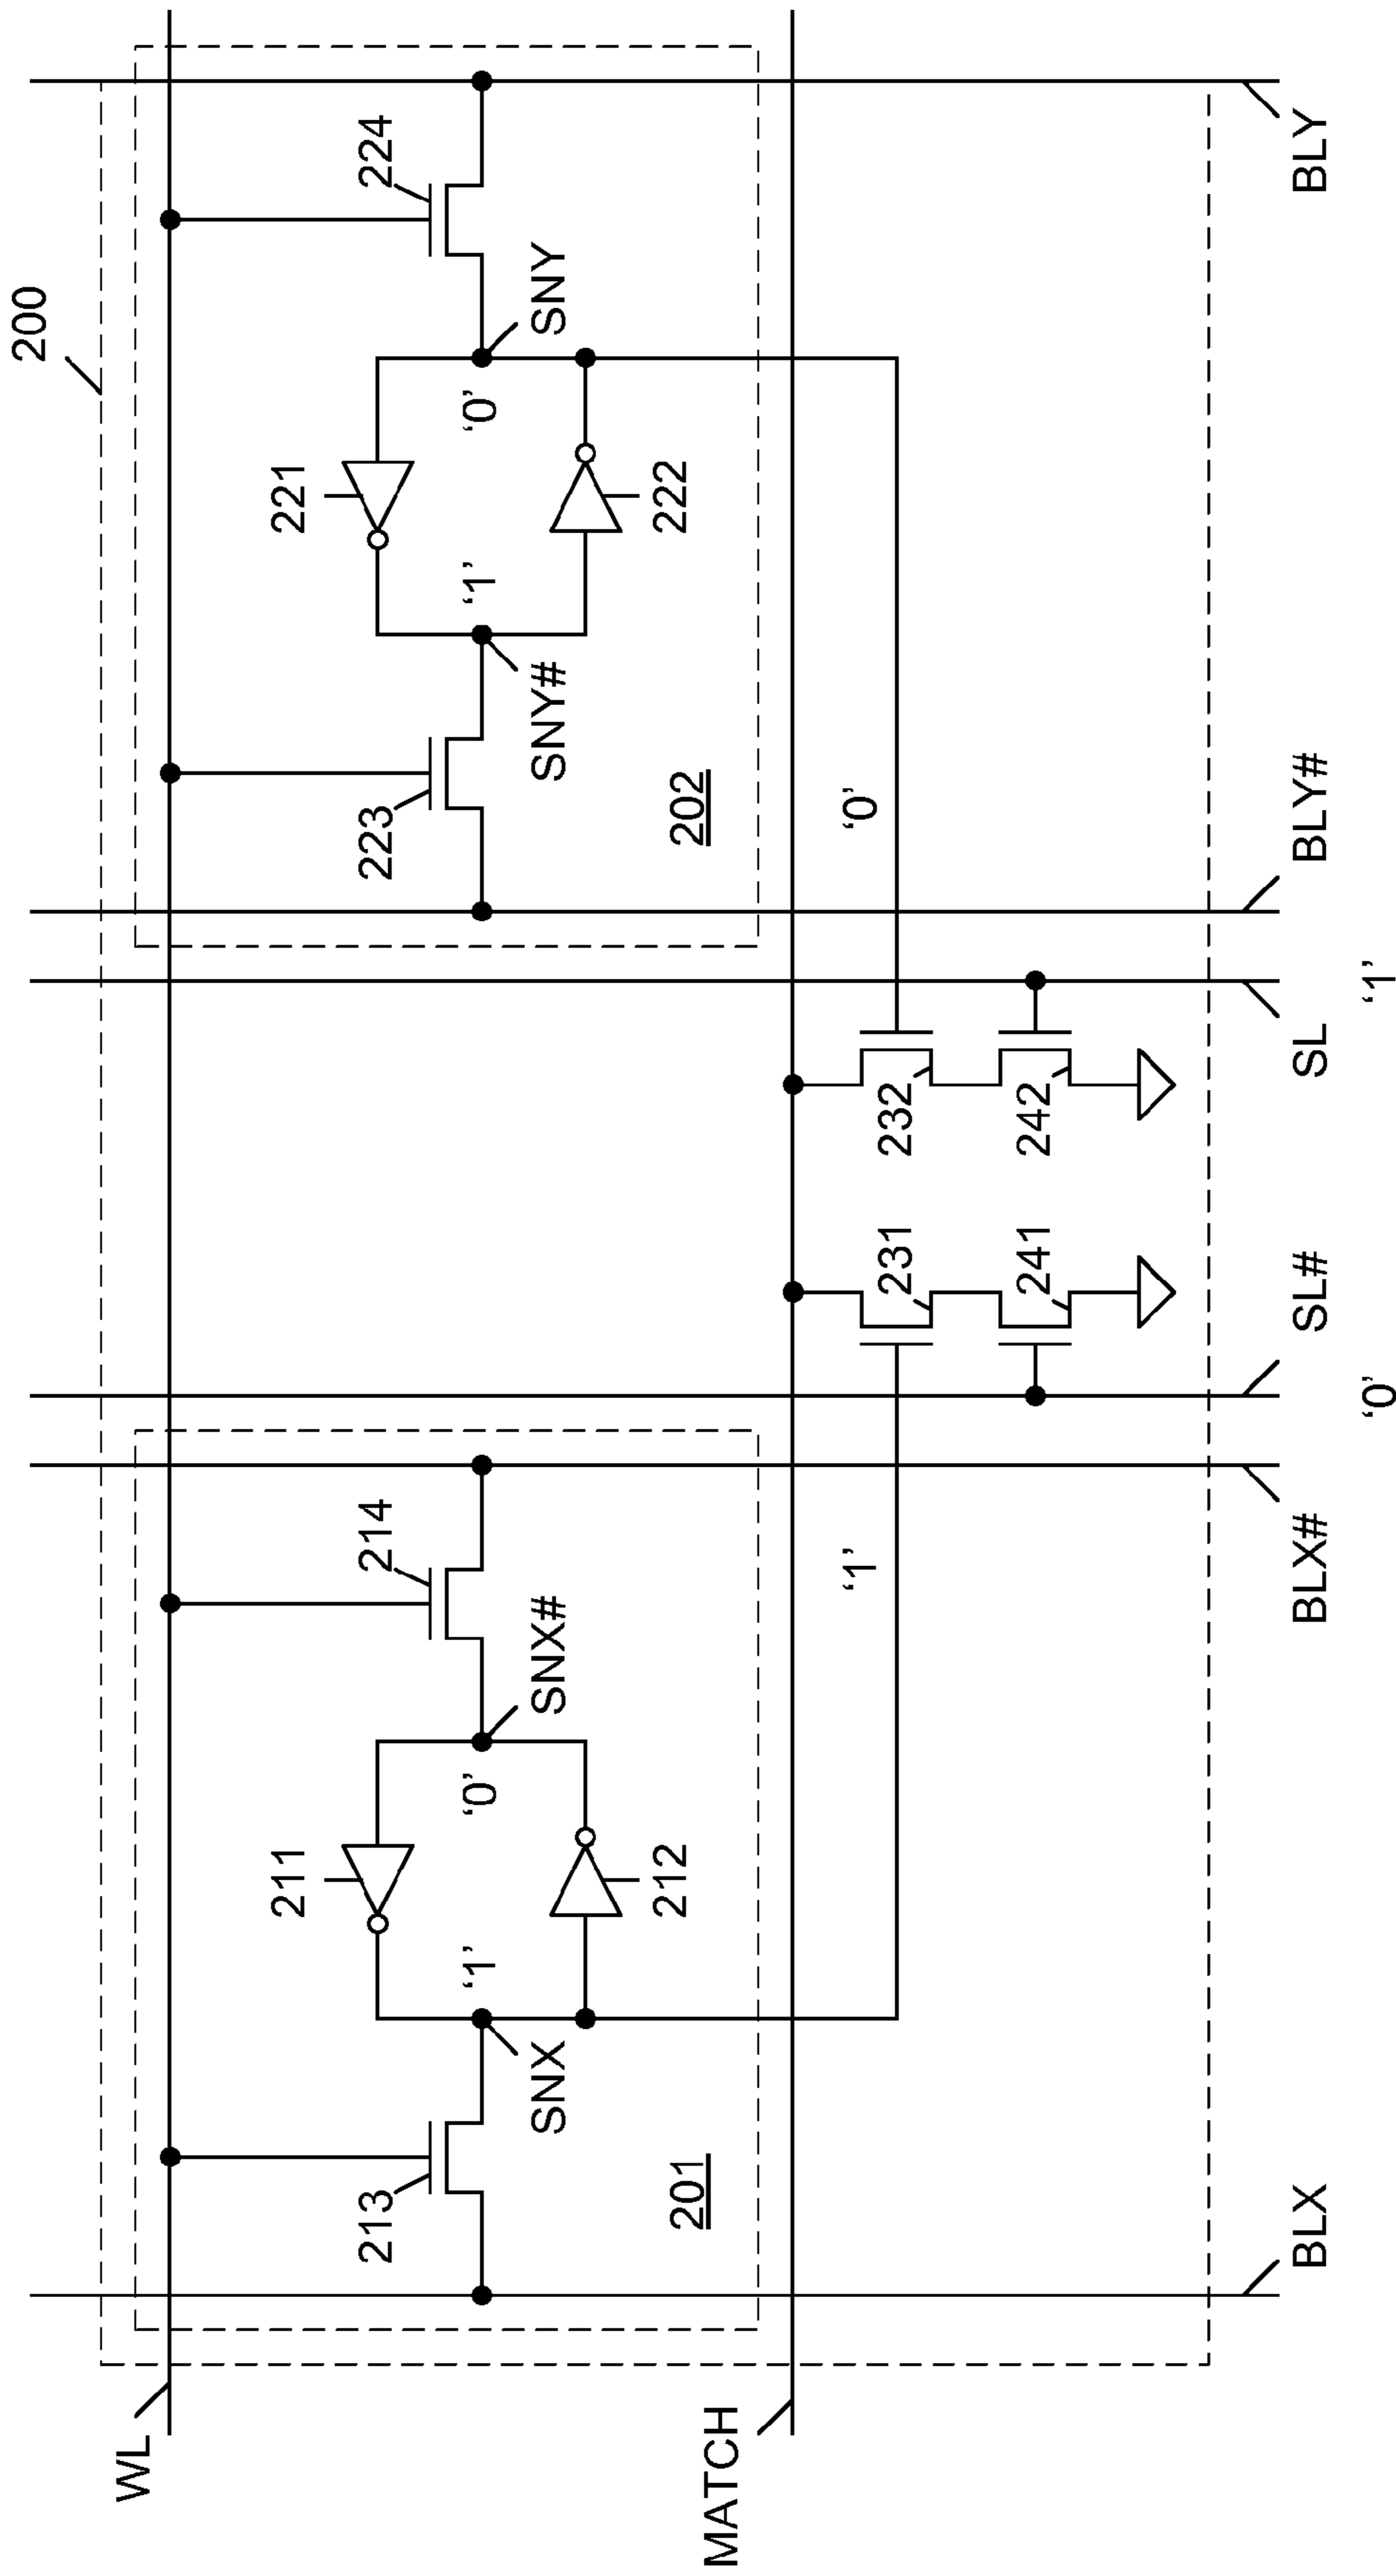 200
WL
213
211
214
223
221
224
‘1’
‘0’
‘1’
‘0’
SNX
SNX#
SNY#
SNY
201
212
202
222
MATCH
‘1’
‘0’
231
232
241
242
BLX
BLX#
SL#
SL
BLY#
BLY
‘0’
‘1’